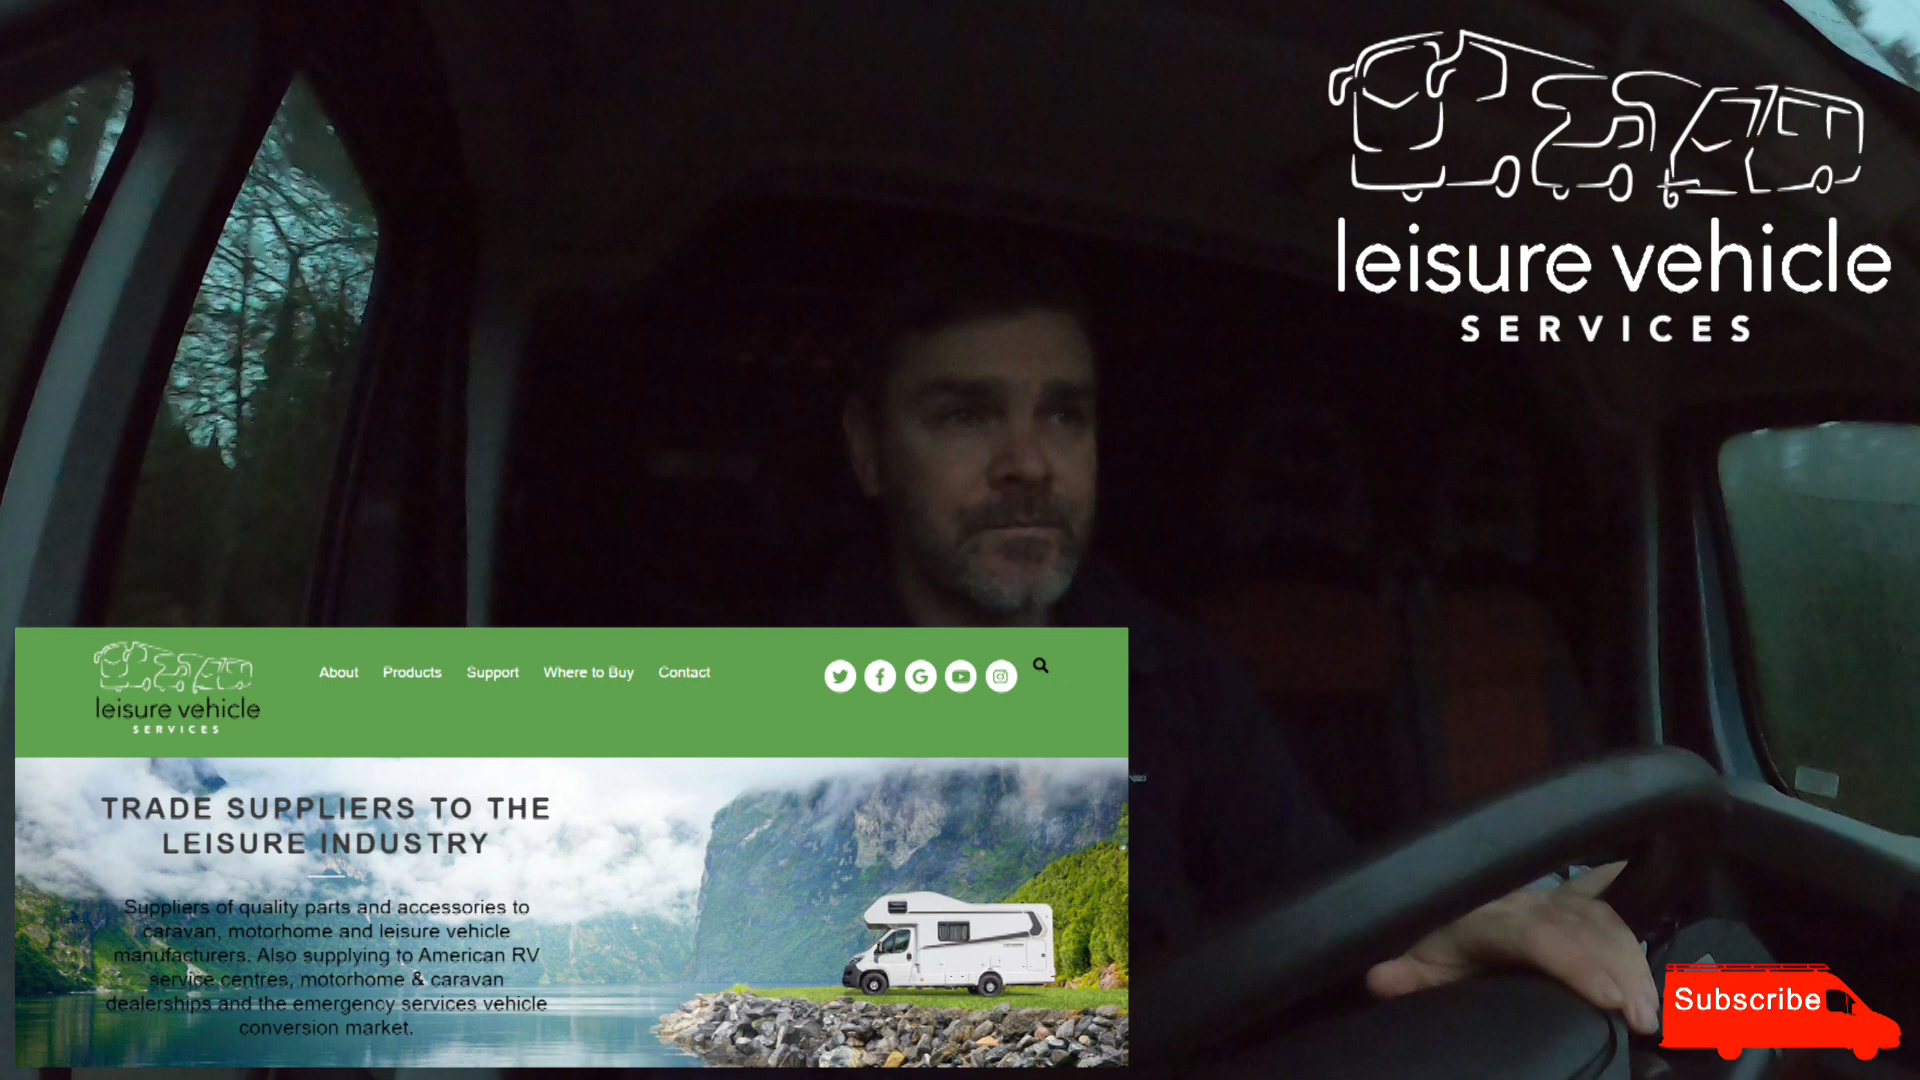 leisure vehicle
SERVICES
leisure vehicle
SERVICES
About Products Support Where to Buy Contact
TRADE SUPPLIERS TO THE
LEISURE INDUSTRY
Suppliers of quality parts and accessories to
caravan, motorhome and leisure vehicle
manufacturers. Also supplying to American RV
service centres, motorhome & caravan
dealerships and the emergency services vehicle
conversion market.
Subscribe